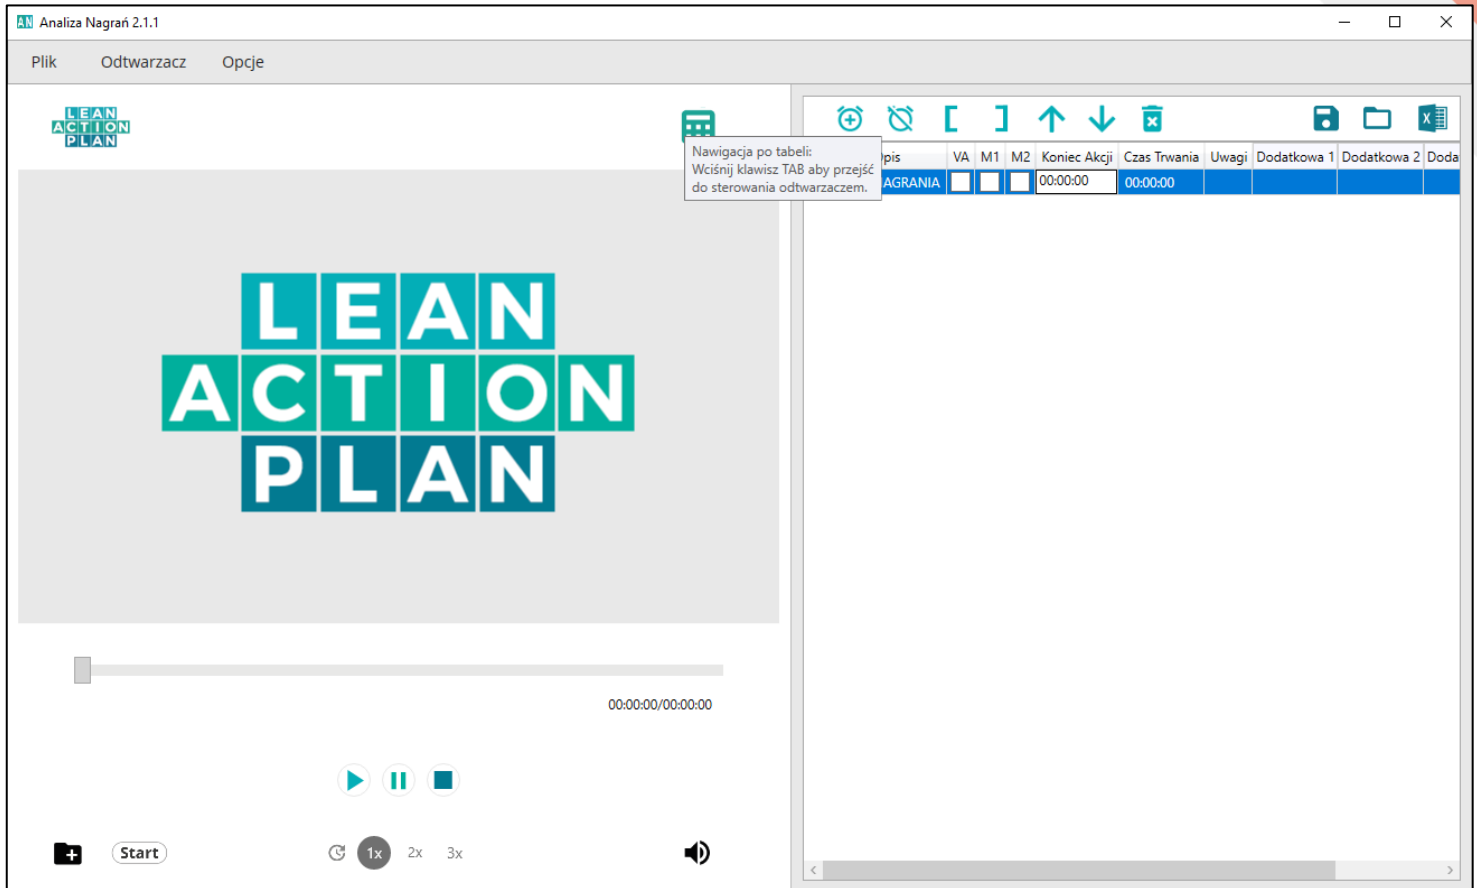 Analiza Nagrań 2.1.1
Plik Odtwarzacz Opcje
LEAN
ACTION
PLAN
Nawigacja po tabeli:
Wciśnij klawisz TAB aby przejść
do sterowania odtwarzaczem.
VA M1 M2 Koniec Akcji Czas Trwania Uwagi Dodatkowa 1 Dodatkowa 2 Doda
AGRANIA 00:00:00 00:00:00
LEAN
ACTION
PLAN
00:00:00/00:00:00
Start 1x 2x 3x